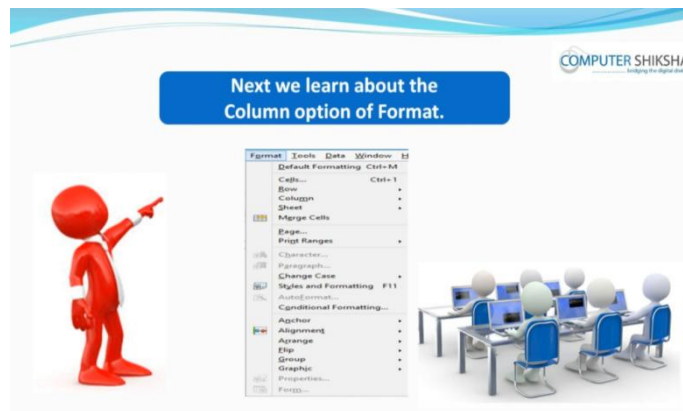 COMPUTER SHIKSHA
bridging the digital divide
Next we learn about the
Column option of Format.
Format Tools Data Window H
Default Formatting Ctrl+M
Cells... Ctrl+1
Row
Column
Sheet
Merge Cells
Page...
Print Ranges
Character...
Paragraph...
Change Case
Styles and Formatting F11
AutoFormat...
Conditional Formatting...
Anchor
Alignment
Arrange
Flip
Group
Graphic
Properties...
Form...